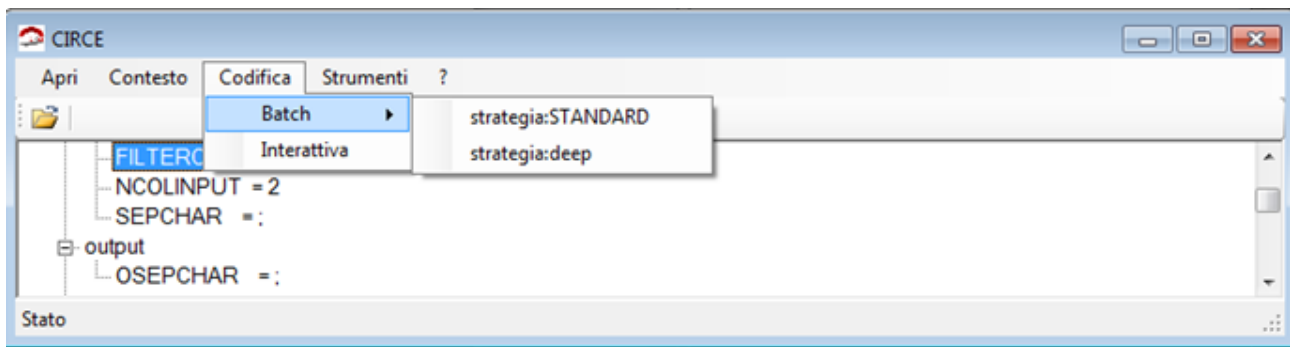 CIRCE
Apri Contesto Codifica Strumenti ?
Batch
Interattiva
strategia:STANDARD
strategia:deep
NCOLINPUT = 2
SEPCHAR = ;
output
OSEPCHAR = ;
Stato